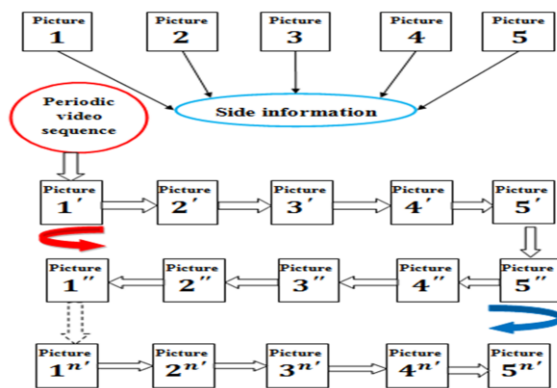 Picture
1
Picture
2
Picture
3
Picture
4
Picture
5
Periodic
video
sequence
Side information
Picture
1′
Picture
2′
Picture
3′
Picture
4′
Picture
5′
Picture
1′′
Picture
2′′
Picture
3′′
Picture
4′′
Picture
5′′
Picture
1ⁿ′
Picture
2ⁿ′
Picture
3ⁿ′
Picture
4ⁿ′
Picture
5ⁿ′